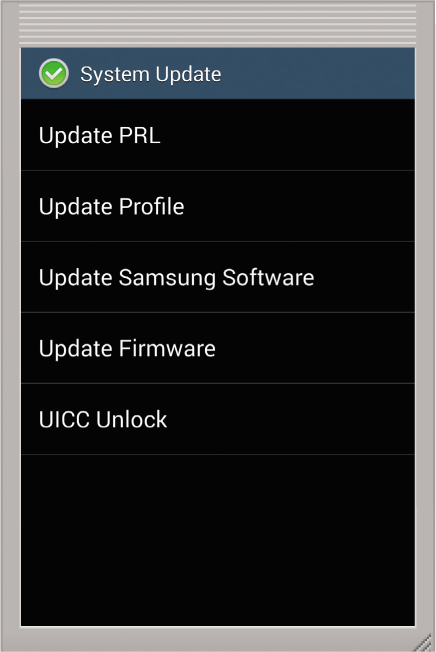 System Update
Update PRL
Update Profile
Update Samsung Software
Update Firmware
UICC Unlock